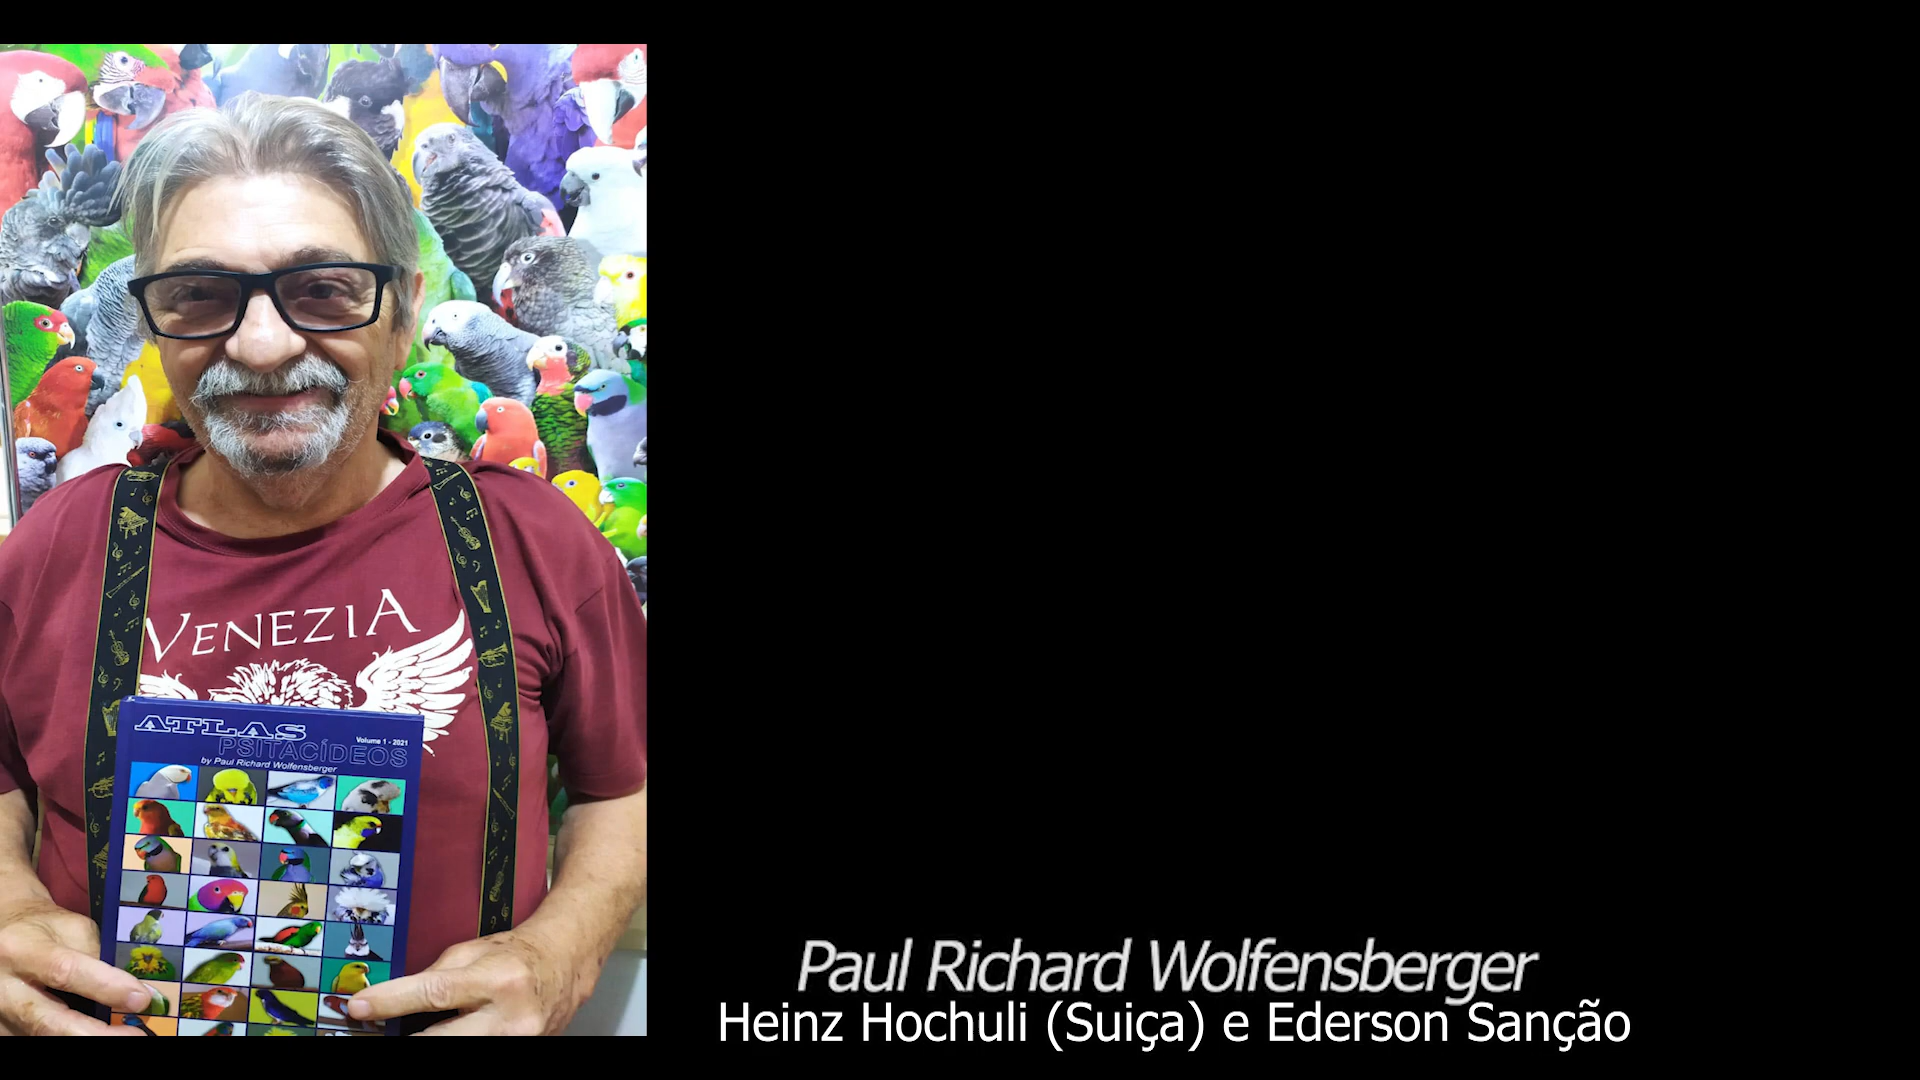 VENEZIA
ATLAS
PSITACÍDEOS
Volume 1 - 2021
by Paul Richard Wolfensberger
Paul Richard Wolfensberger
Heinz Hochuli (Suiça) e Ederson Sanção